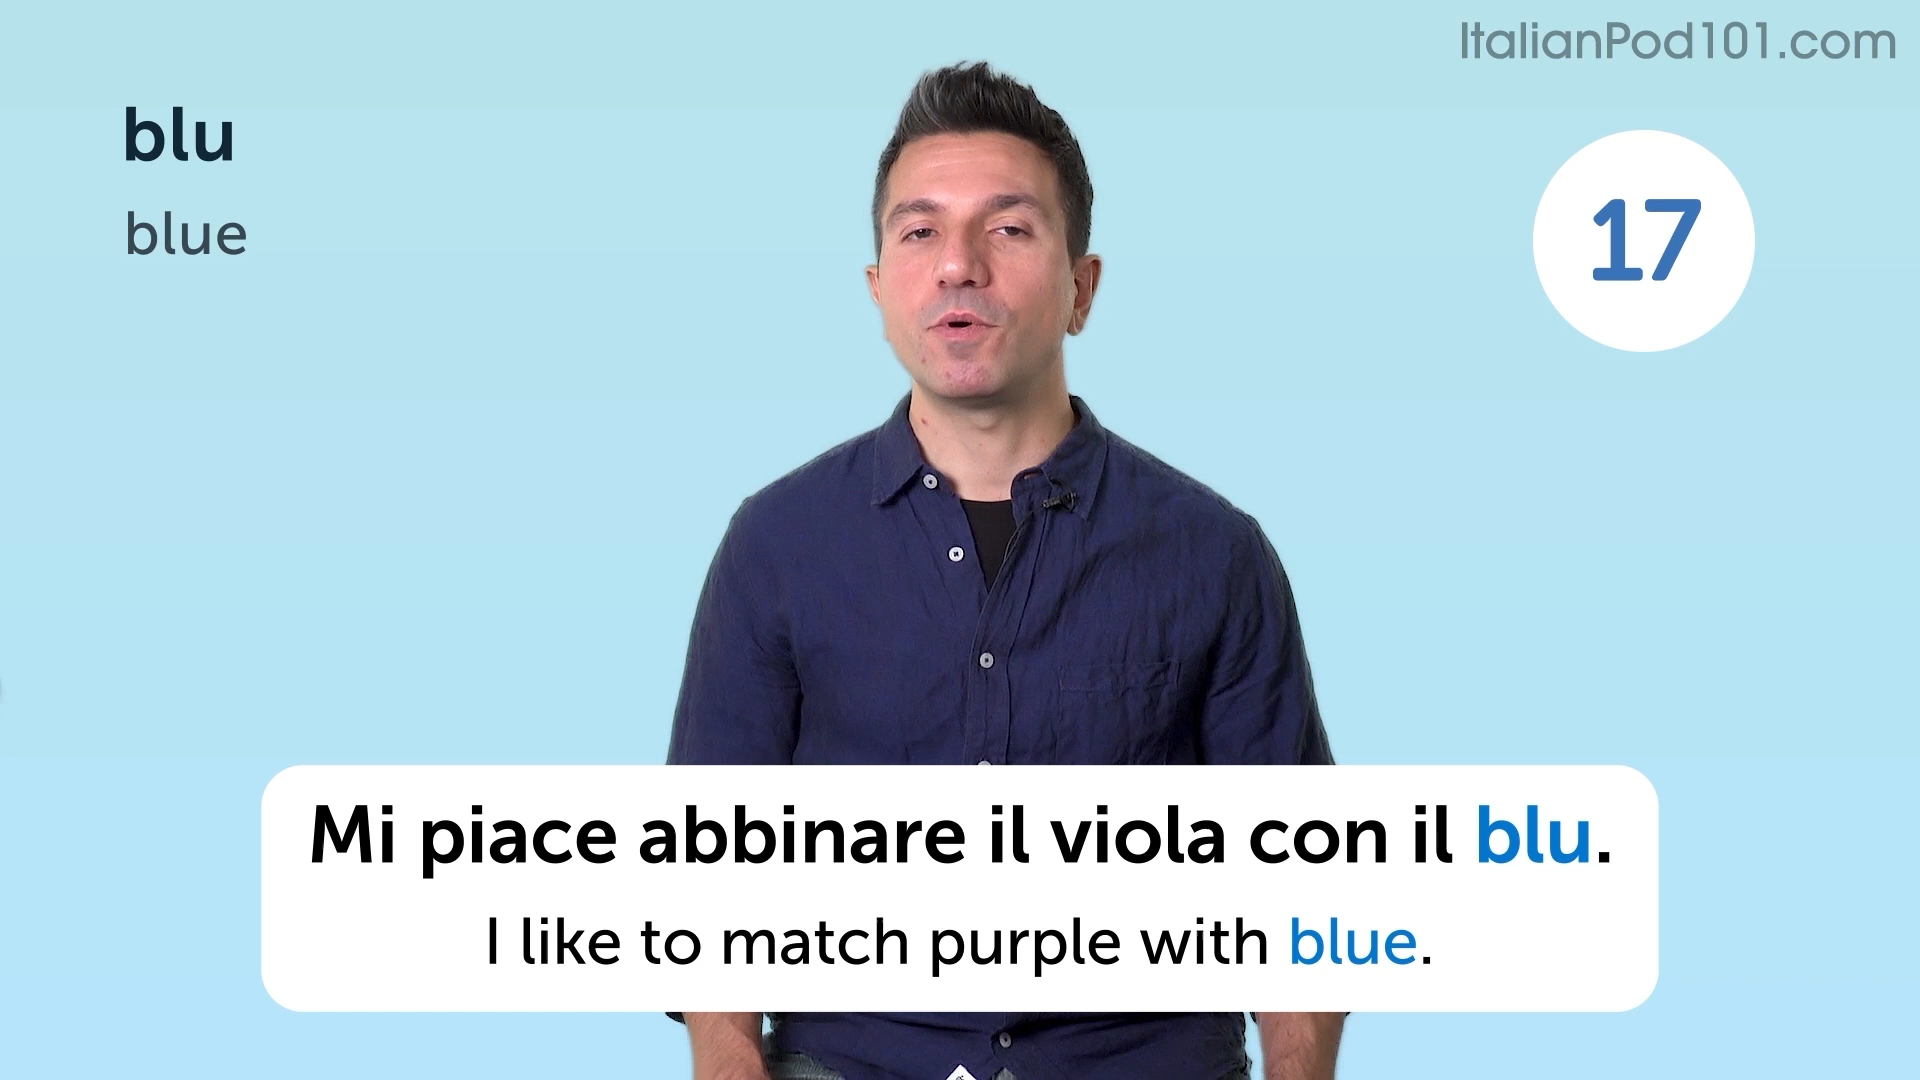 ItalianPod101.com
blu
blue
17
Mi piace abbinare il viola con il blu.
I like to match purple with blue.